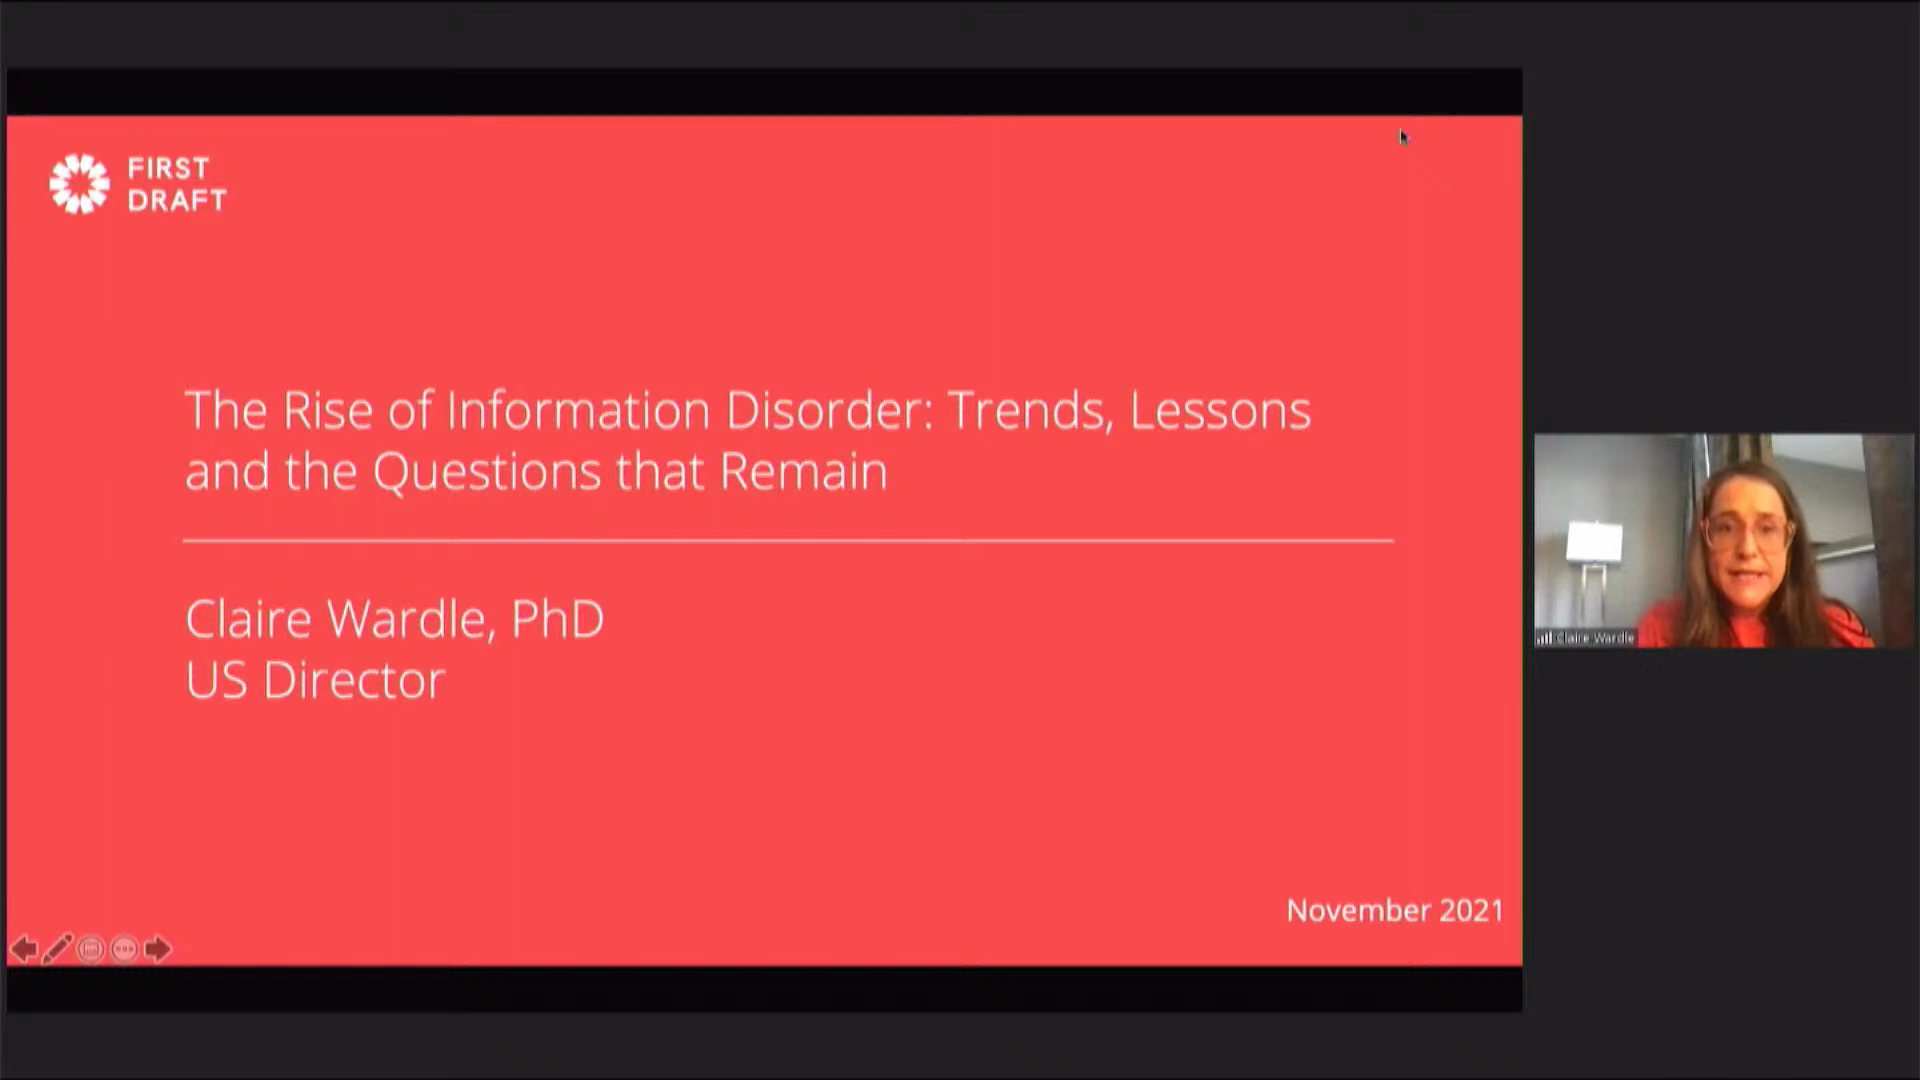 FIRST
DRAFT
The Rise of Information Disorder: Trends, Lessons
and the Questions that Remain
Claire Wardle, PhD
US Director
November 2021
Claire Wardle